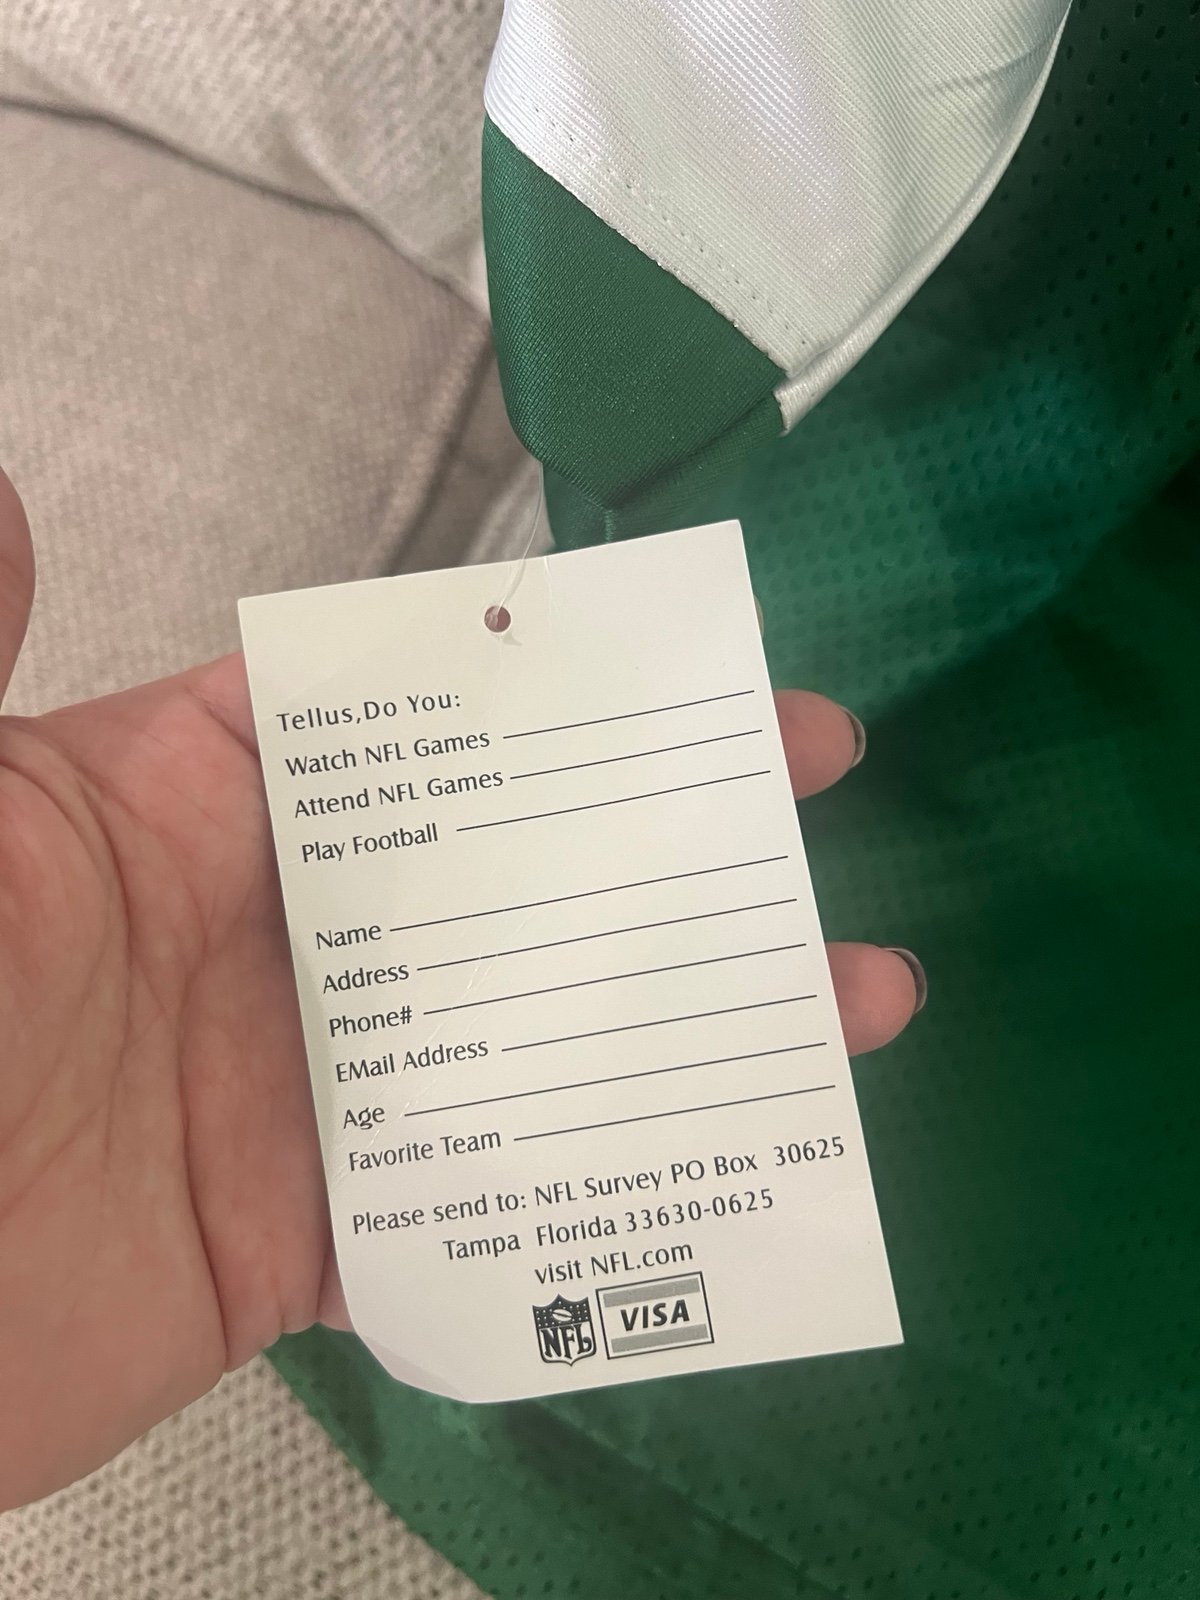 Tellus,Do You:
Watch NFL Games
Attend NFL Games
Play Football
Name
Address
Phone#
EMail Address
Age
Favorite Team
Please send to: NFL Survey PO Box 30625
Tampa Florida 33630-0625
visit NFL.com
NFL VISA